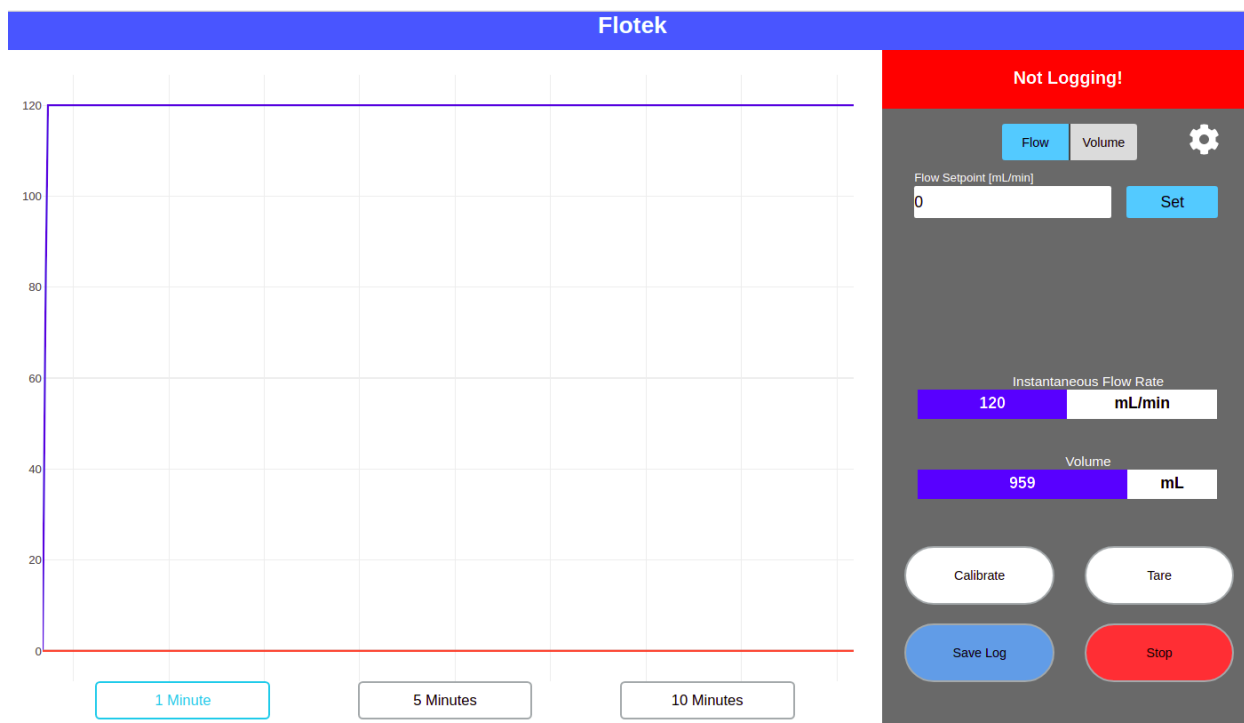 Flotek
Not Logging!
Flow Volume
Flow Setpoint [mL/min]
0 Set
120
100
80
60
40
20
0
Instantaneous Flow Rate
120 mL/min
Volume
959 mL
Calibrate Tare
Save Log Stop
1 Minute 5 Minutes 10 Minutes